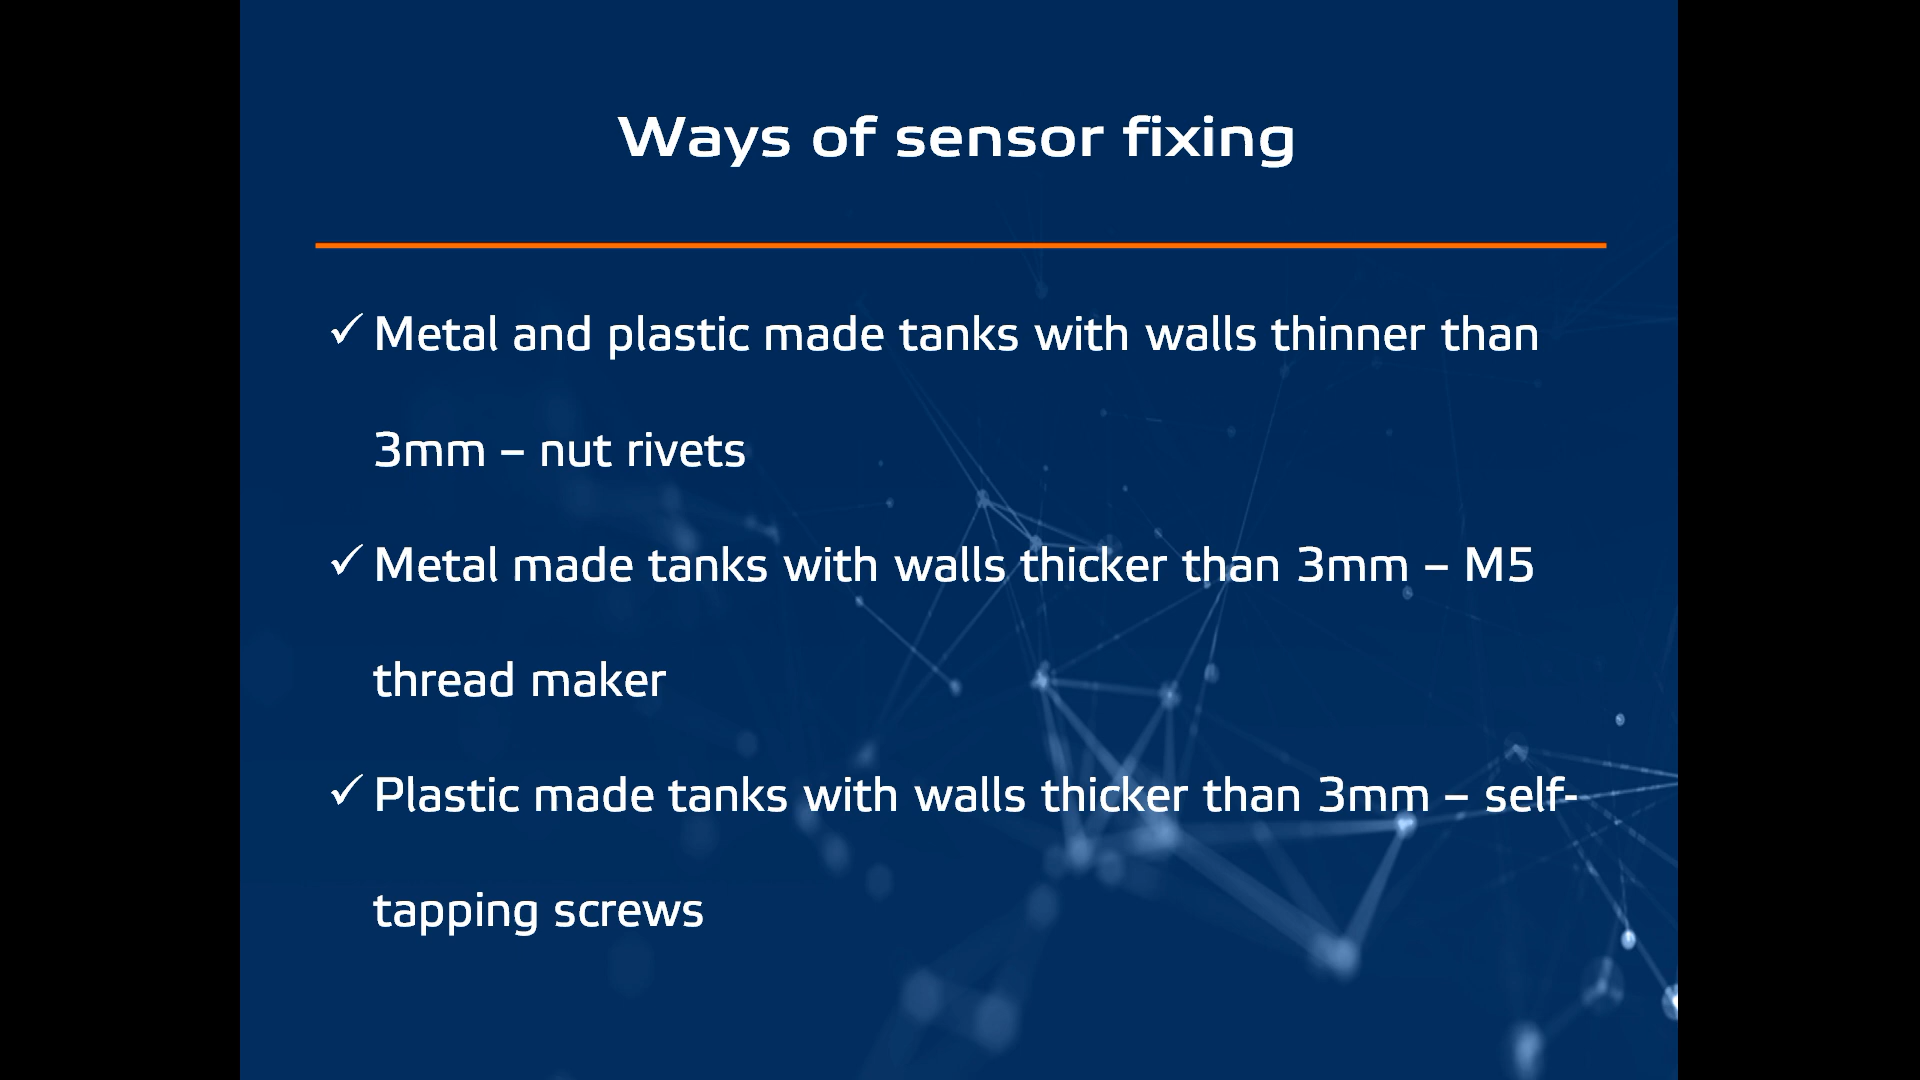 Ways of sensor fixing
✓ Metal and plastic made tanks with walls thinner than
3mm – nut rivets
✓ Metal made tanks with walls thicker than 3mm – M5
thread maker
✓ Plastic made tanks with walls thicker than 3mm – self-
tapping screws